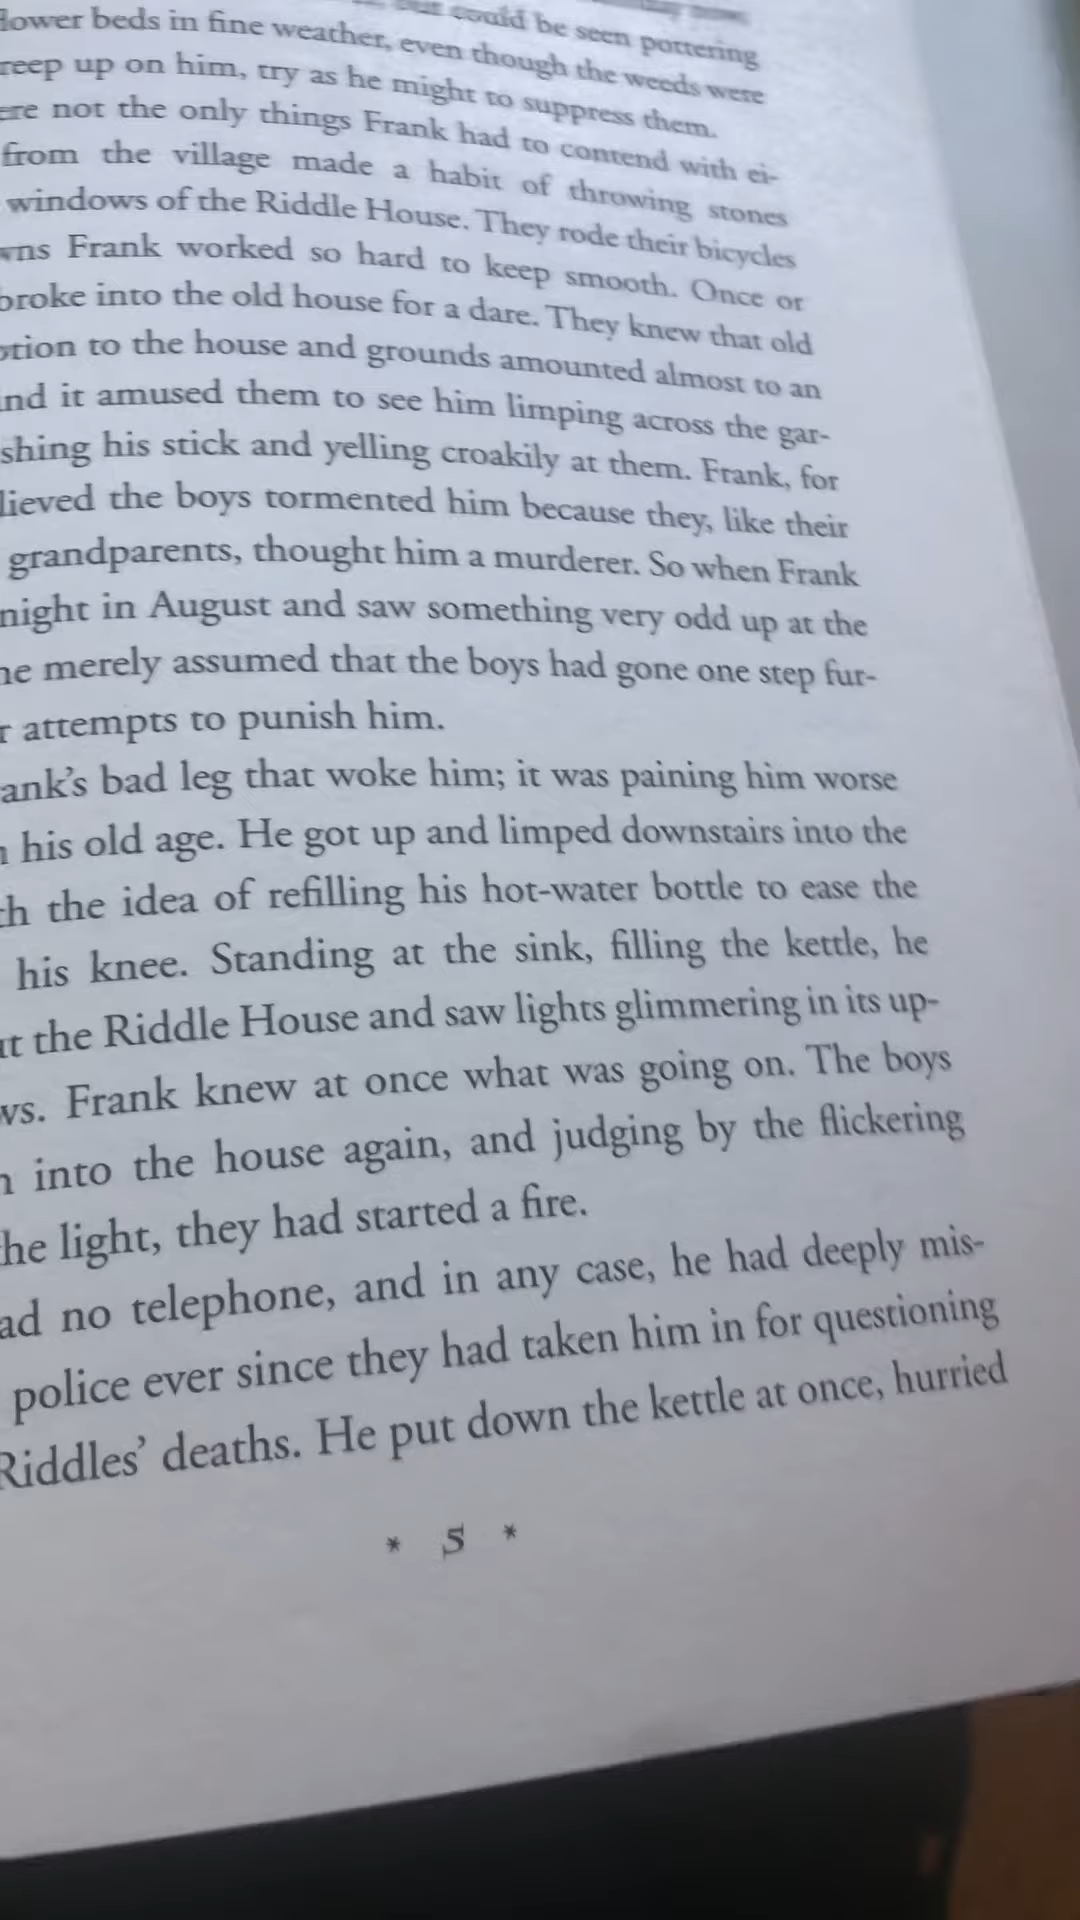 could be seen pottering
flower beds in fine weather, even though the weeds were
reep up on him, try as he might to suppress them.
ere not the only things Frank had to contend with ei-
from the village made a habit of throwing stones
windows of the Riddle House. They rode their bicycles
wns Frank worked so hard to keep smooth. Once or
broke into the old house for a dare. They knew that old
otion to the house and grounds amounted almost to an
nd it amused them to see him limping across the gar-
shing his stick and yelling croakily at them. Frank, for
lieved the boys tormented him because they, like their
grandparents, thought him a murderer. So when Frank
night in August and saw something very odd up at the
he merely assumed that the boys had gone one step fur-
r attempts to punish him.
ank's bad leg that woke him; it was paining him worse
n his old age. He got up and limped downstairs into the
th the idea of refilling his hot-water bottle to ease the
his knee. Standing at the sink, filling the kettle, he
at the Riddle House and saw lights glimmering in its up-
ws. Frank knew at once what was going on. The boys
n into the house again, and judging by the flickering
he light, they had started a fire.
ad no telephone, and in any case, he had deeply mis-
police ever since they had taken him in for questioning
Riddles' deaths. He put down the kettle at once, hurried
* 5 *